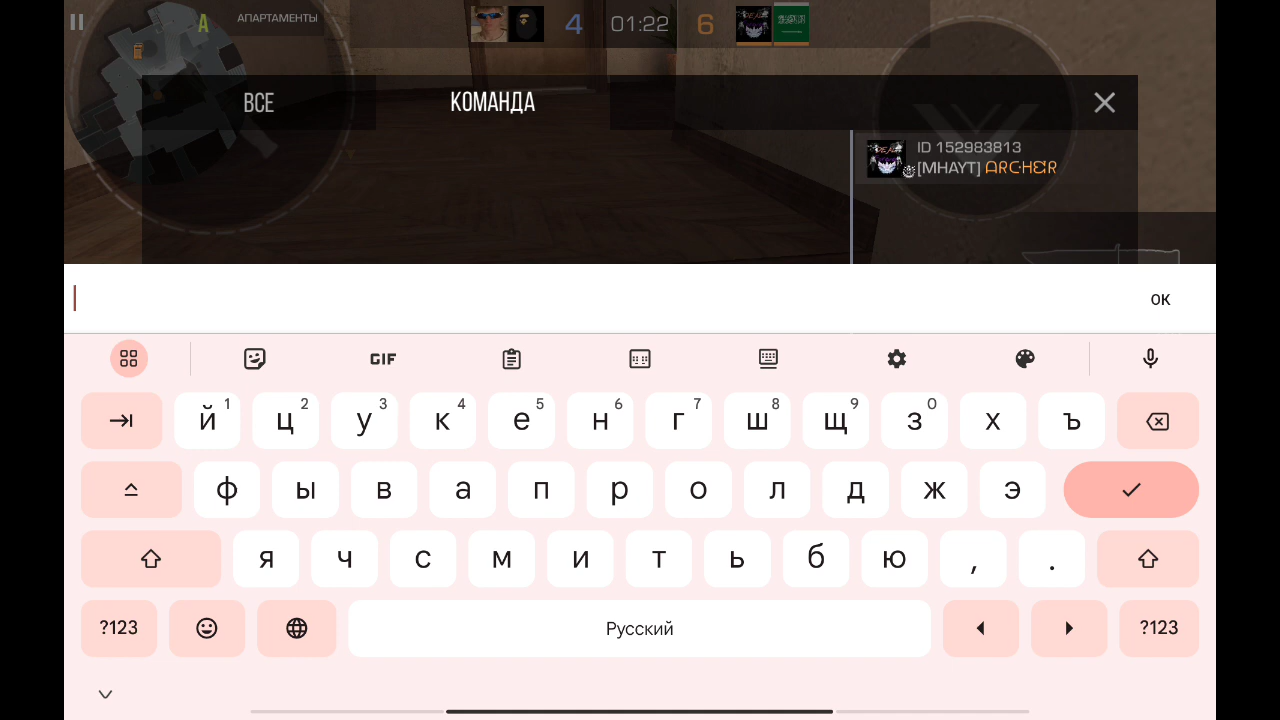 А АПАРТАМЕНТЫ 4 01:22 6
ВСЕ КОМАНДА
ID 152983813
[MHAYT] ARCHER
ОК
GIF
й 1 ц 2 у 3 к 4 е 5 н 6 г 7 ш 8 щ 9 з 0 х ъ
ф ы в а п р о л д ж э
я ч с м и т ь б ю , .
?123 Русский ?123